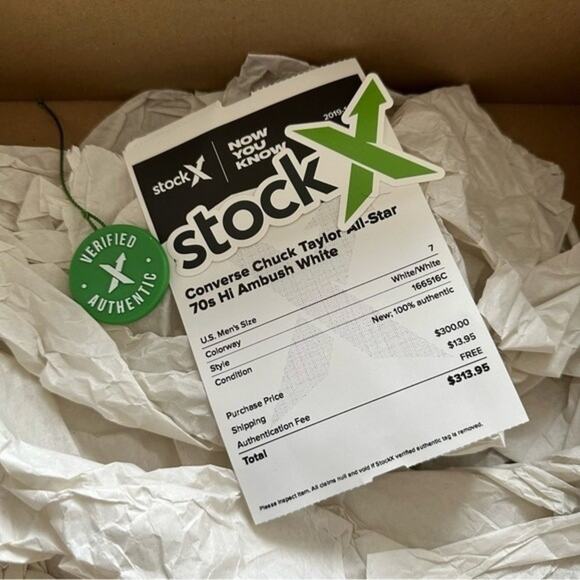 VERIFIED
AUTHENTIC
stockX
NOW
YOU
KNOW
stockX
Converse Chuck Taylor All-Star
70s Hi Ambush White
U.S. Men's Size 7
Colorway White/White
Style 166516C
Condition New; 100% authentic
Purchase Price $300.00
Shipping $13.95
Authentication Fee FREE
Total $313.95
Please inspect item. All claims null and void if StockX verified authentic tag is removed.